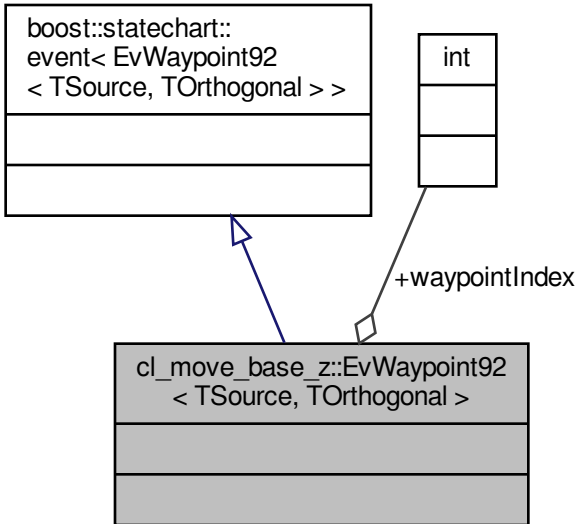 boost::statechart::
event< EvWaypoint92
< TSource, TOrthogonal > >
int
+waypointIndex
cl_move_base_z::EvWaypoint92
< TSource, TOrthogonal >